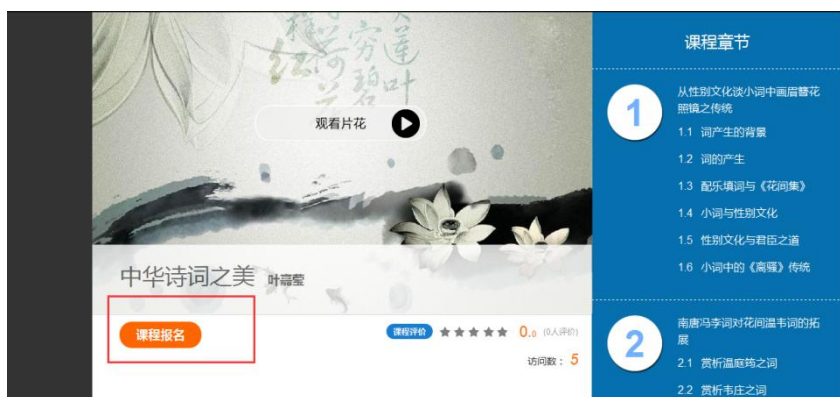 莲叶
穷碧
荷
红
观看片花
中华诗词之美 叶嘉莹
课程报名
课程评价
0.0 (0人评价)
访问数： 5
课程章节
1
从性别文化谈小词中画眉簪花
照镜之传统
1.1 词产生的背景
1.2 词的产生
1.3 配乐填词与《花间集》
1.4 小词与性别文化
1.5 性别文化与君臣之道
1.6 小词中的《离骚》传统
2
南唐冯李词对花间温韦词的拓
展
2.1 赏析温庭筠之词
2.2 赏析韦庄之词